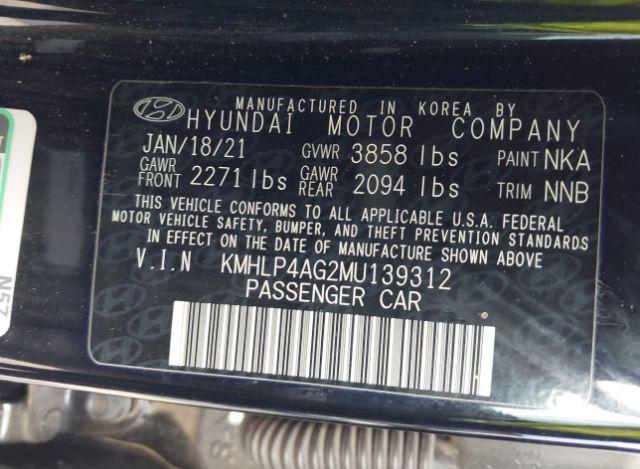 MANUFACTURED IN KOREA BY
HYUNDAI MOTOR COMPANY
JAN/18/21 GVWR 3858 lbs PAINT NKA
GAWR FRONT 2271 lbs GAWR REAR 2094 lbs TRIM NNB
THIS VEHICLE CONFORMS TO ALL APPLICABLE U.S.A. FEDERAL
MOTOR VEHICLE SAFETY, BUMPER, AND THEFT PREVENTION STANDARDS
IN EFFECT ON THE DATE OF MANUFACTURE SHOWN ABOVE
V.I.N KMHLP4AG2MU139312
PASSENGER CAR